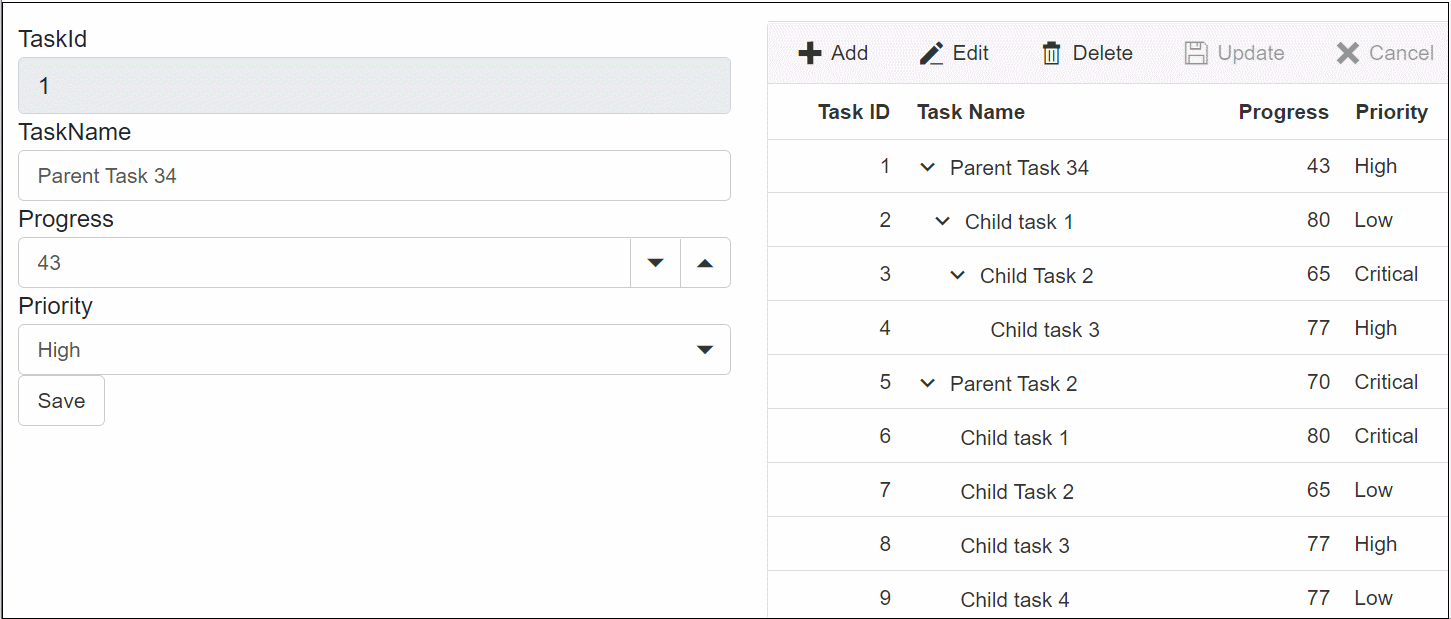 TaskId
1
TaskName
Parent Task 34
Progress
43
Priority
High
Save
Add Edit Delete Update Cancel
Task ID Task Name Progress Priority
1 Parent Task 34 43 High
2 Child task 1 80 Low
3 Child Task 2 65 Critical
4 Child task 3 77 High
5 Parent Task 2 70 Critical
6 Child task 1 80 Critical
7 Child Task 2 65 Low
8 Child task 3 77 High
9 Child task 4 77 Low